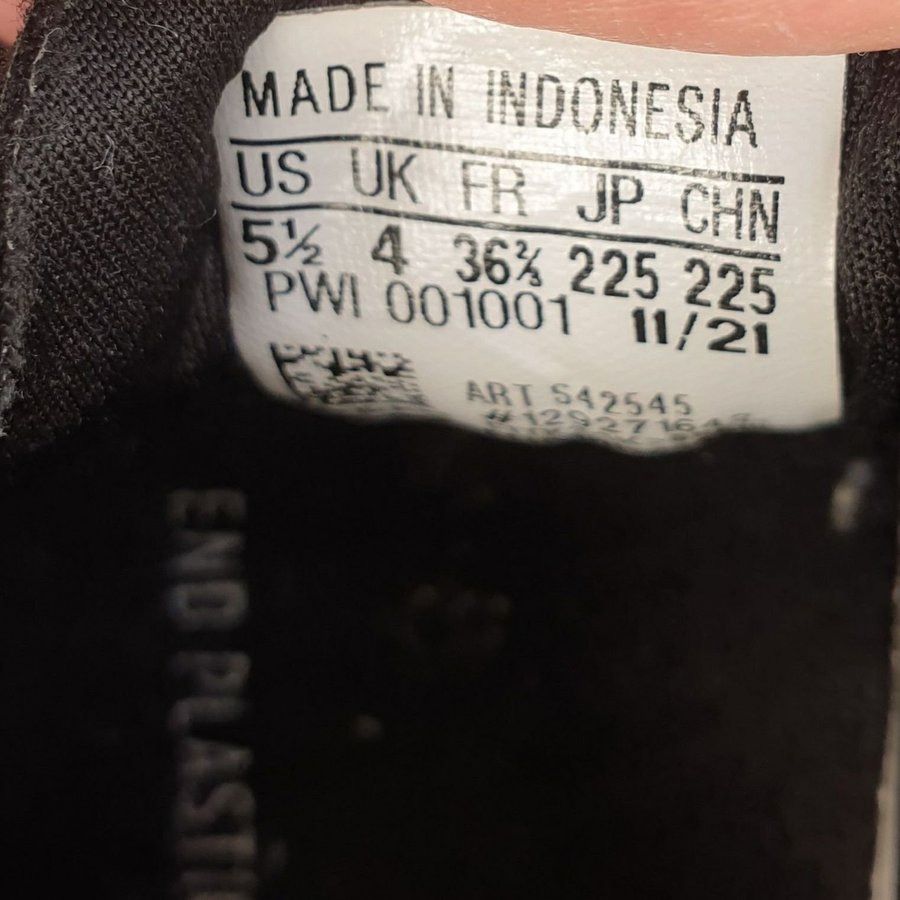 MADE IN INDONESIA
US UK FR JP CHN
5½ 4 36⅔ 225 225
PWI 001001 11/21
ART S42545
END PLASTIC